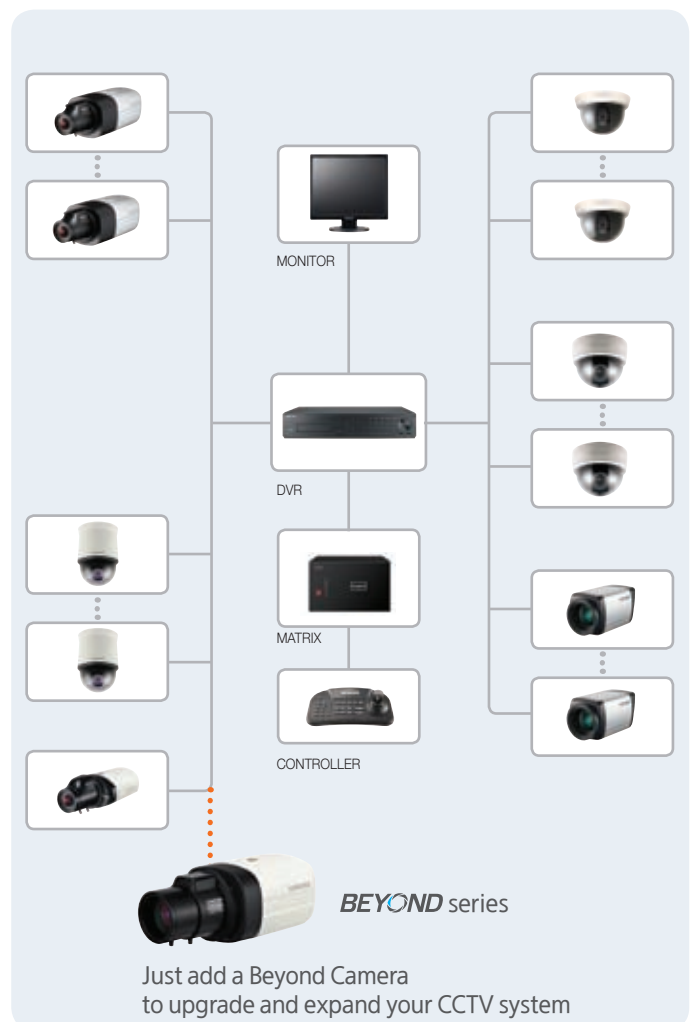 MONITOR
DVR
MATRIX
CONTROLLER
BEYOND series
Just add a Beyond Camera
to upgrade and expand your CCTV system